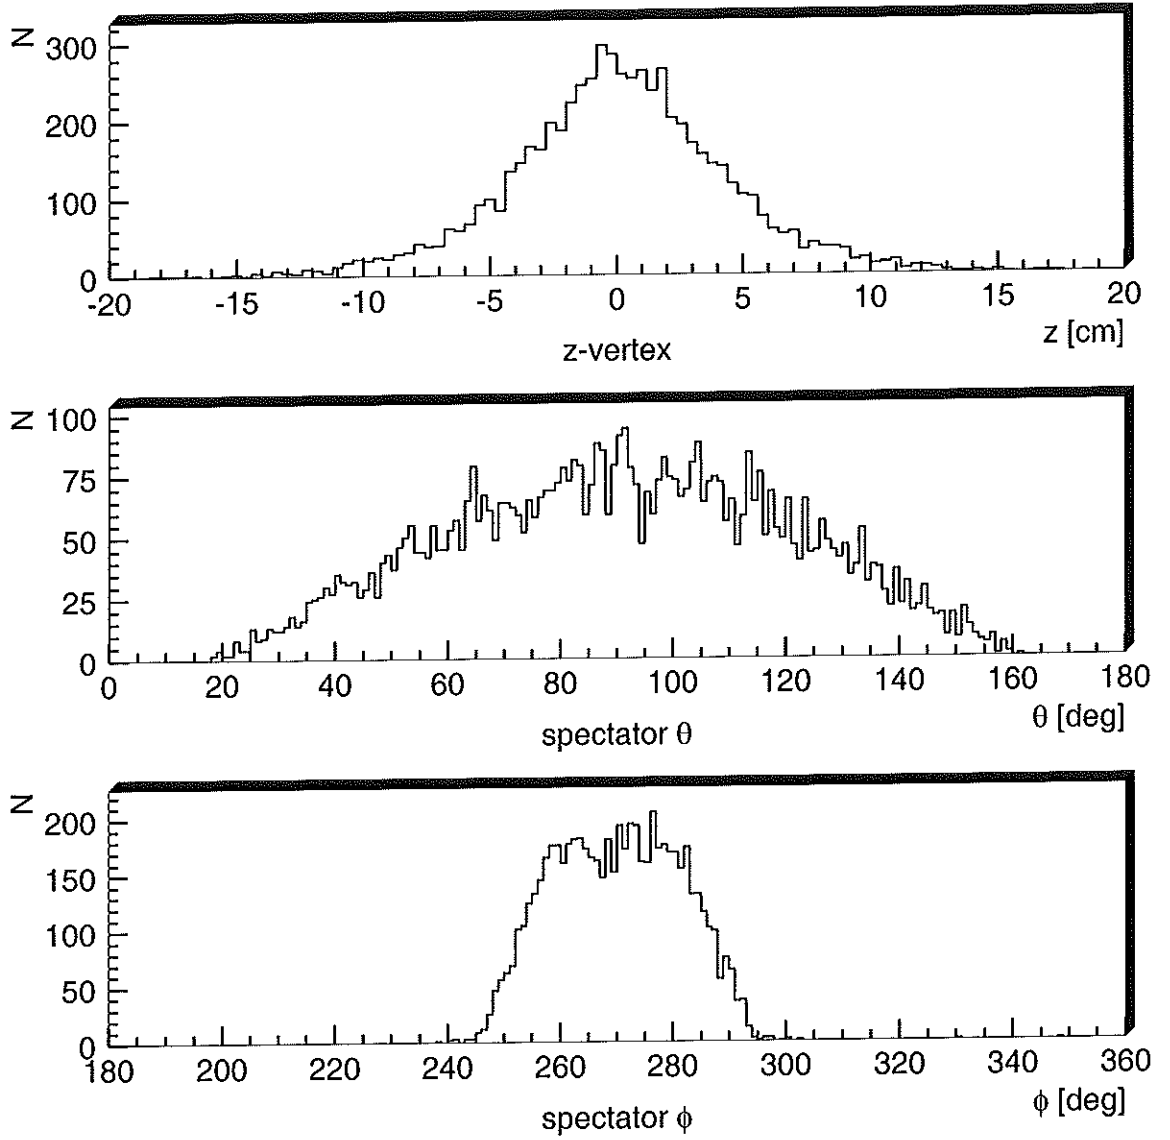 N
300
200
100
0
-20 -15 -10 -5 0 5 10 15 20
z-vertex
z [cm]
N
100
75
50
25
0
0 20 40 60 80 100 120 140 160 180
spectator θ
θ [deg]
N
200
150
100
50
0
180 200 220 240 260 280 300 320 340 360
spectator ϕ
ϕ [deg]